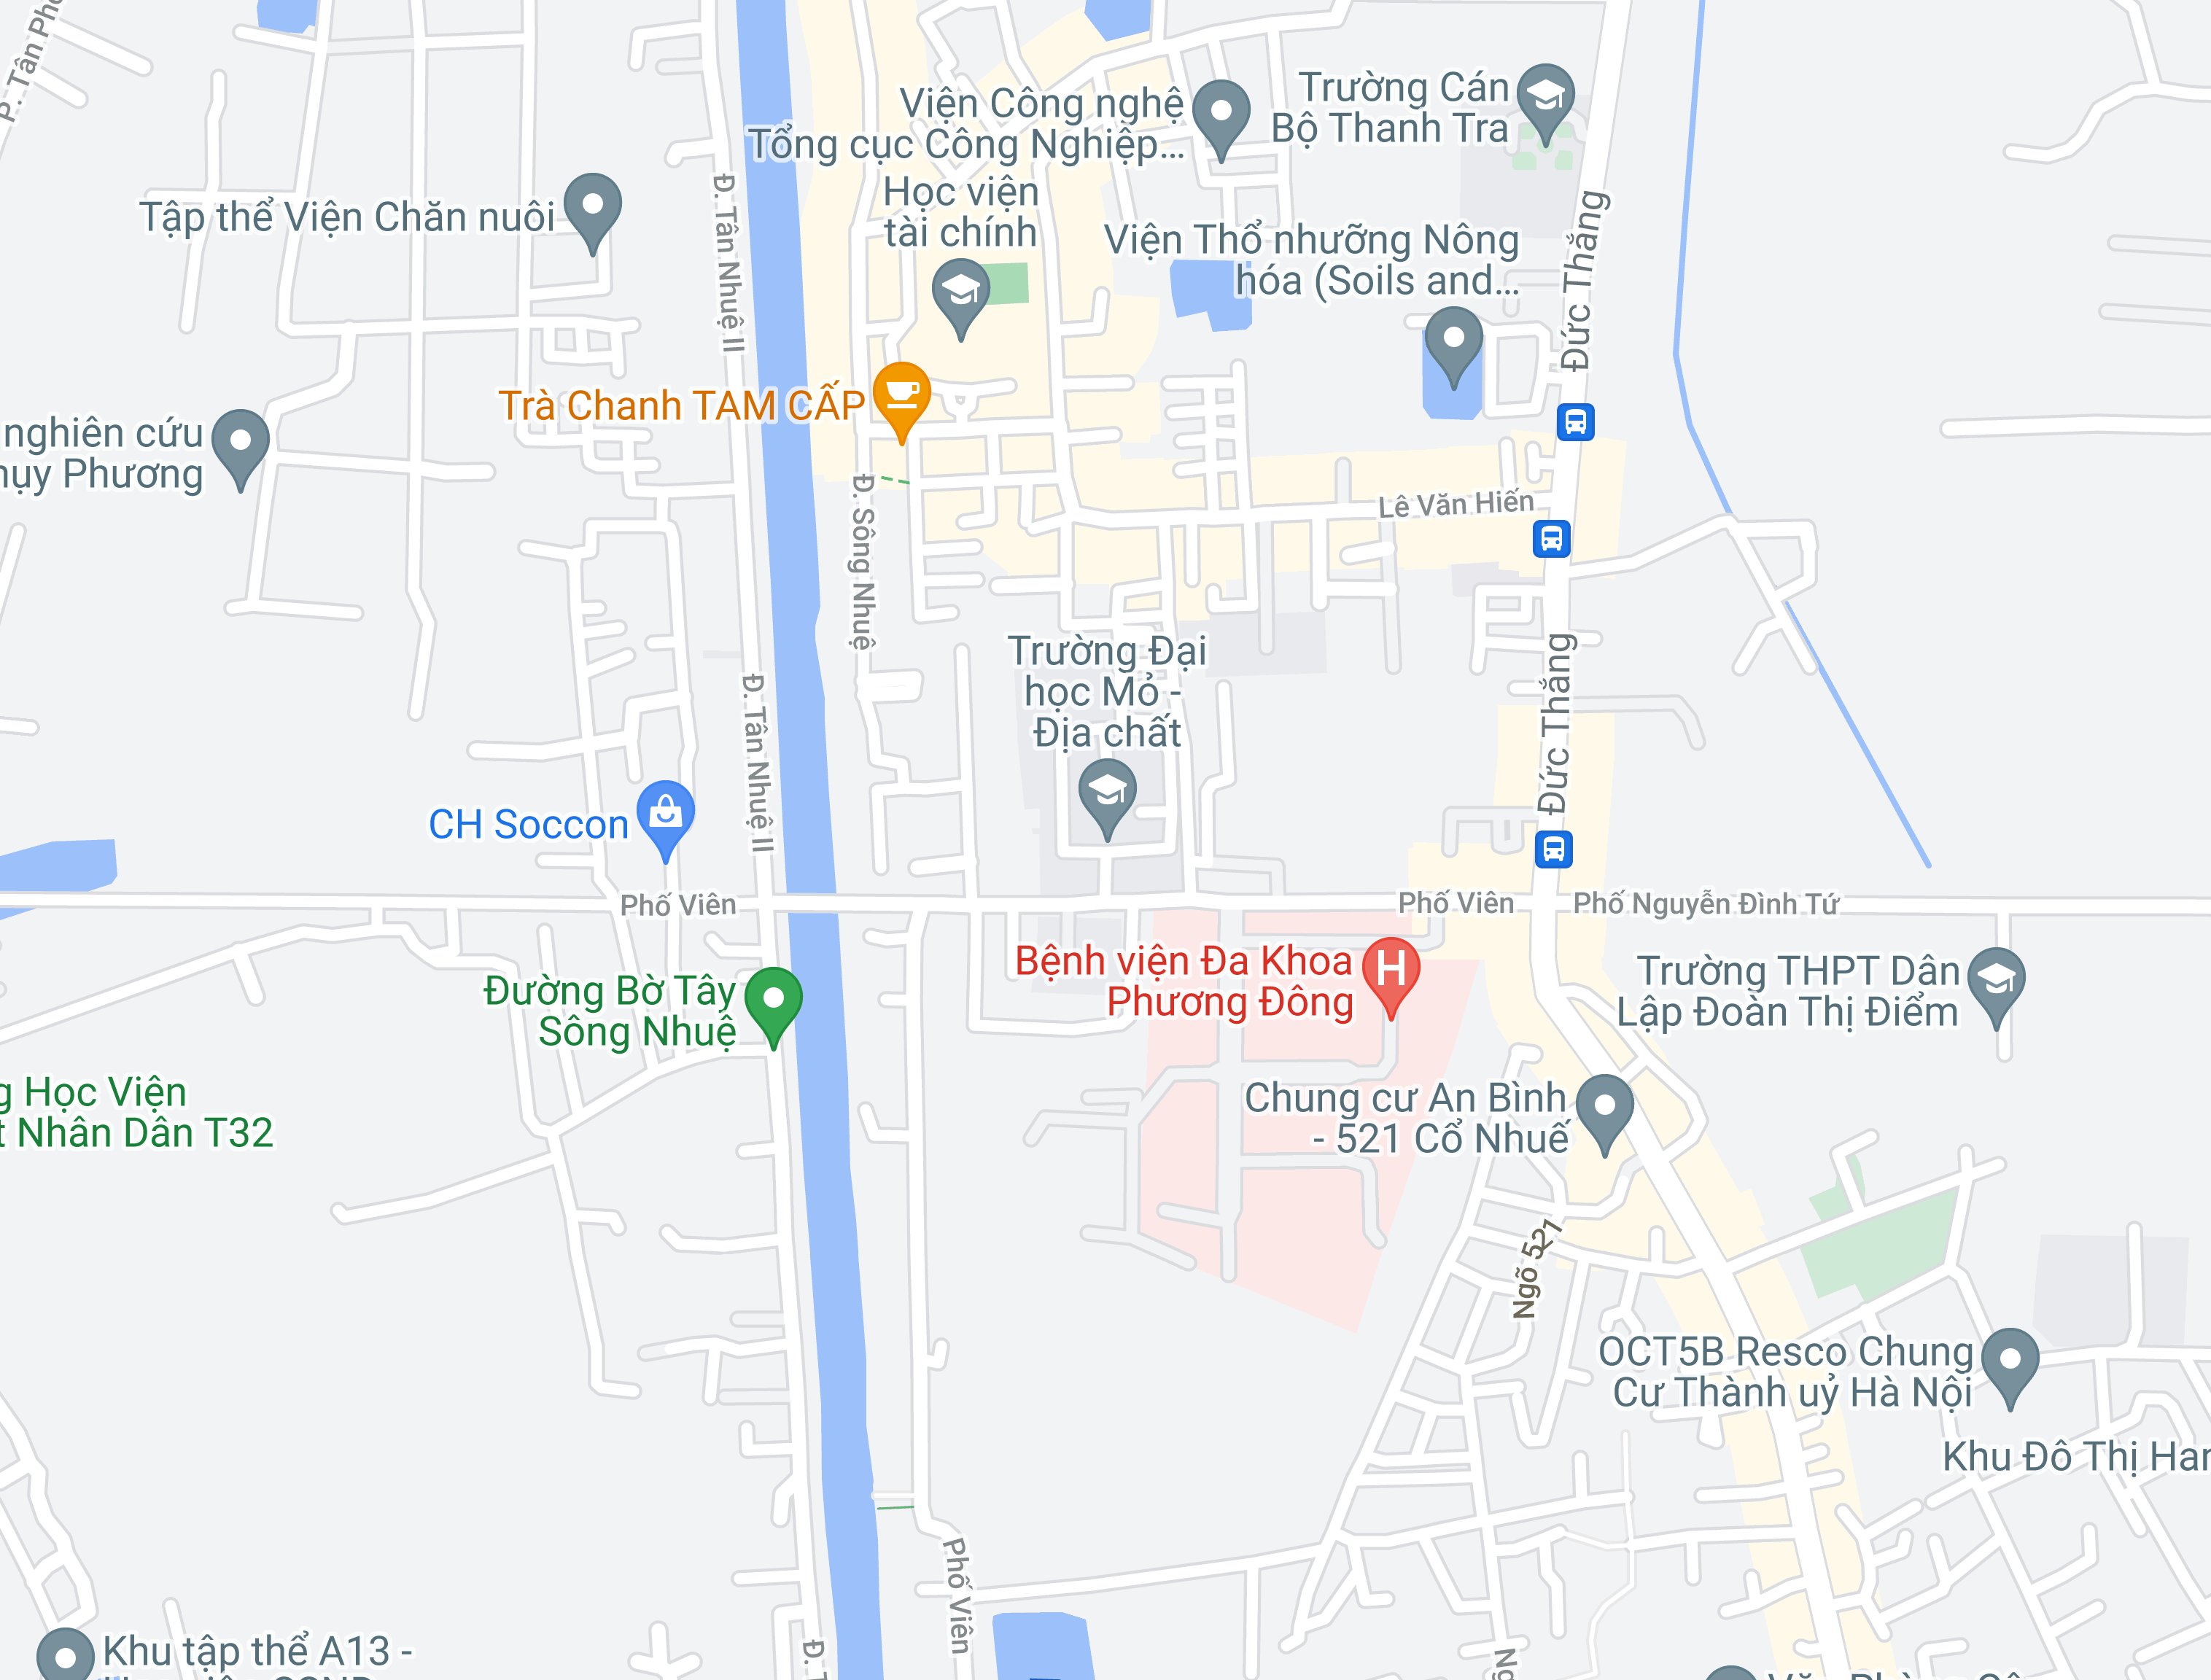 P. Tân Phо
Viện Công nghệ
Tổng cục Công Nghiệp...
Trường Cán
Bộ Thanh Tra
Tập thể Viện Chăn nuôi
Đ. Tân Nhuệ II
Học viện
tài chính
Viện Thổ nhưỡng Nông
hóa (Soils and...
Đức Thắng
Trà Chanh TAM CẤP
nghiên cứu
hụy Phương
Đ. Sông Nhuệ
Lê Văn Hiến
Trường Đại
học Mỏ -
Địa chất
Đức Thắng
Đ. Tân Nhuệ II
CH Soccon
Phố Viên
Phố Viên
Phố Nguyễn Đình Tứ
Bệnh viện Đa Khoa
Phương Đông
H
Trường THPT Dân
Lập Đoàn Thị Điểm
Đường Bờ Tây
Sông Nhuệ
g Học Viện
t Nhân Dân T32
Chung cư An Bình
- 521 Cổ Nhuế
Ngõ 521
OCT5B Resco Chung
Cư Thành uỷ Hà Nội
Khu Đô Thị Har
Phố Viên
Khu tập thể A13 -
Đ. T
Ng